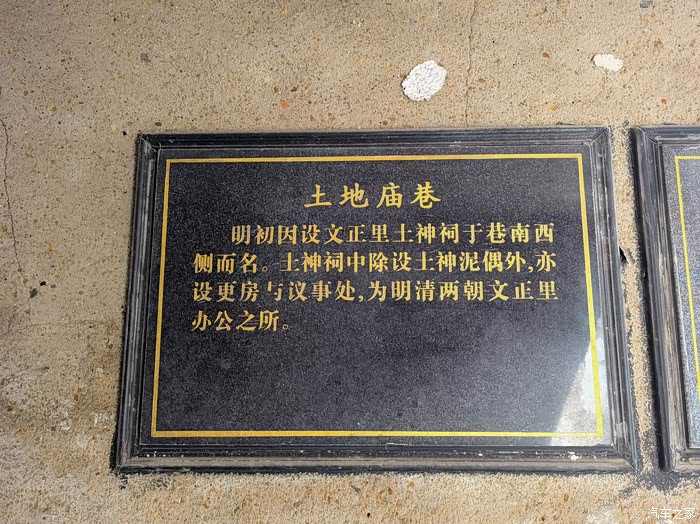 土地庙巷
明初因设文正里土神祠于巷南西
侧而名。土神祠中除设土神泥偶外,亦
设更房与议事处,为明清两朝文正里
办公之所。
汽车之家